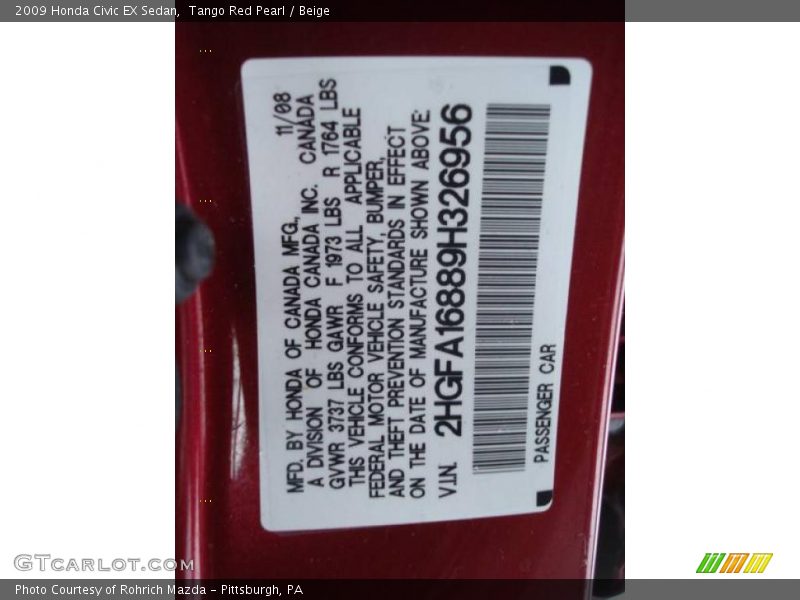 2009 Honda Civic EX Sedan,  Tango Red Pearl / Beige
MFD. BY HONDA OF CANADA MFG., 11/08
A DIVISION OF HONDA CANADA INC. CANADA
GVWR 3737 LBS GAWR F 1973 LBS R 1764 LBS
THIS VEHICLE CONFORMS TO ALL APPLICABLE
FEDERAL MOTOR VEHICLE SAFETY, BUMPER,
AND THEFT PREVENTION STANDARDS IN EFFECT
ON THE DATE OF MANUFACTURE SHOWN ABOVE:
V.I.N. 2HGFA16889H326956
PASSENGER CAR
GTCarlot.com
Photo Courtesy of Rohrich Mazda - Pittsburgh, PA